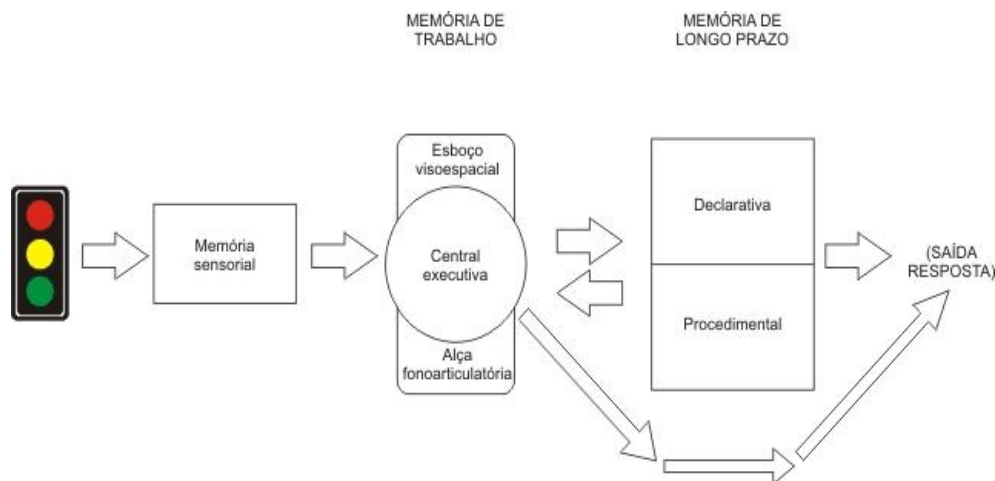 MEMÓRIA DE
TRABALHO
MEMÓRIA DE
LONGO PRAZO
Memória
sensorial
Esboço
visoespacial
Central
executiva
Alça
fonoarticulatória
Declarativa
Procedimental
(SAÍDA
RESPOSTA)